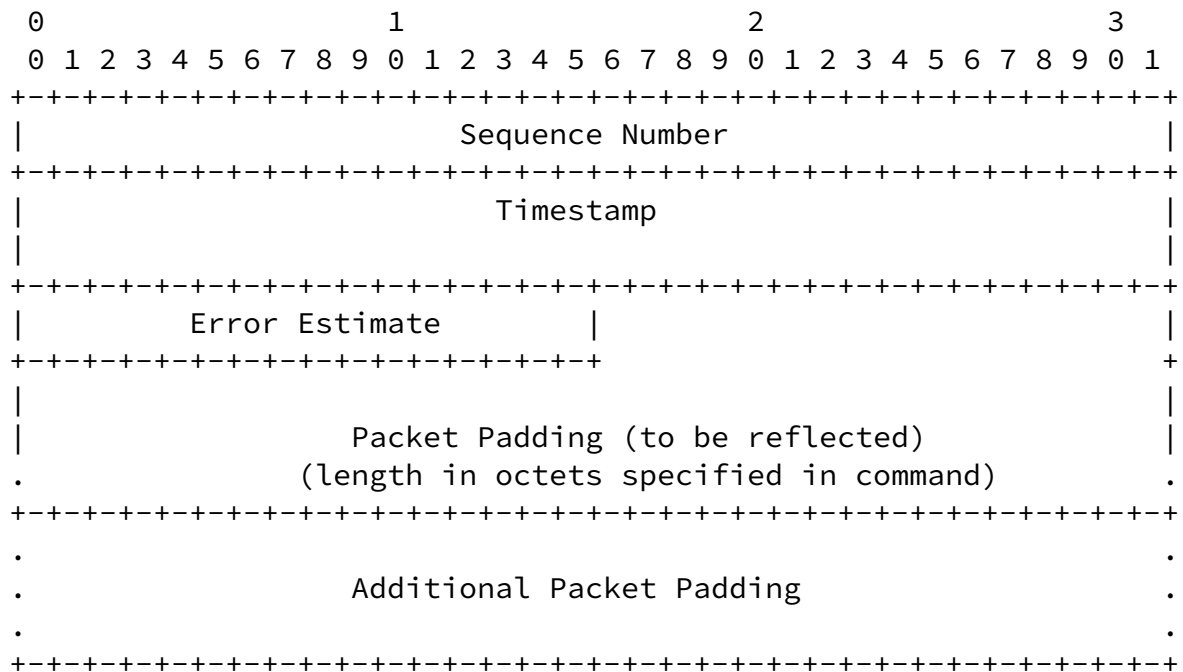 0                   1                   2                   3
 0 1 2 3 4 5 6 7 8 9 0 1 2 3 4 5 6 7 8 9 0 1 2 3 4 5 6 7 8 9 0 1
+-+-+-+-+-+-+-+-+-+-+-+-+-+-+-+-+-+-+-+-+-+-+-+-+-+-+-+-+-+-+-+-+
|                        Sequence Number                        |
+-+-+-+-+-+-+-+-+-+-+-+-+-+-+-+-+-+-+-+-+-+-+-+-+-+-+-+-+-+-+-+-+
|                          Timestamp                            |
|                                                               |
+-+-+-+-+-+-+-+-+-+-+-+-+-+-+-+-+-+-+-+-+-+-+-+-+-+-+-+-+-+-+-+-+
|         Error Estimate        |                               |
+-+-+-+-+-+-+-+-+-+-+-+-+-+-+-+-+                               +
|                                                               |
|                  Packet Padding (to be reflected)             |
.               (length in octets specified in command)         .
+-+-+-+-+-+-+-+-+-+-+-+-+-+-+-+-+-+-+-+-+-+-+-+-+-+-+-+-+-+-+-+-+
.                                                               .
.                  Additional Packet Padding                    .
.                                                               .
+-+-+-+-+-+-+-+-+-+-+-+-+-+-+-+-+-+-+-+-+-+-+-+-+-+-+-+-+-+-+-+-+